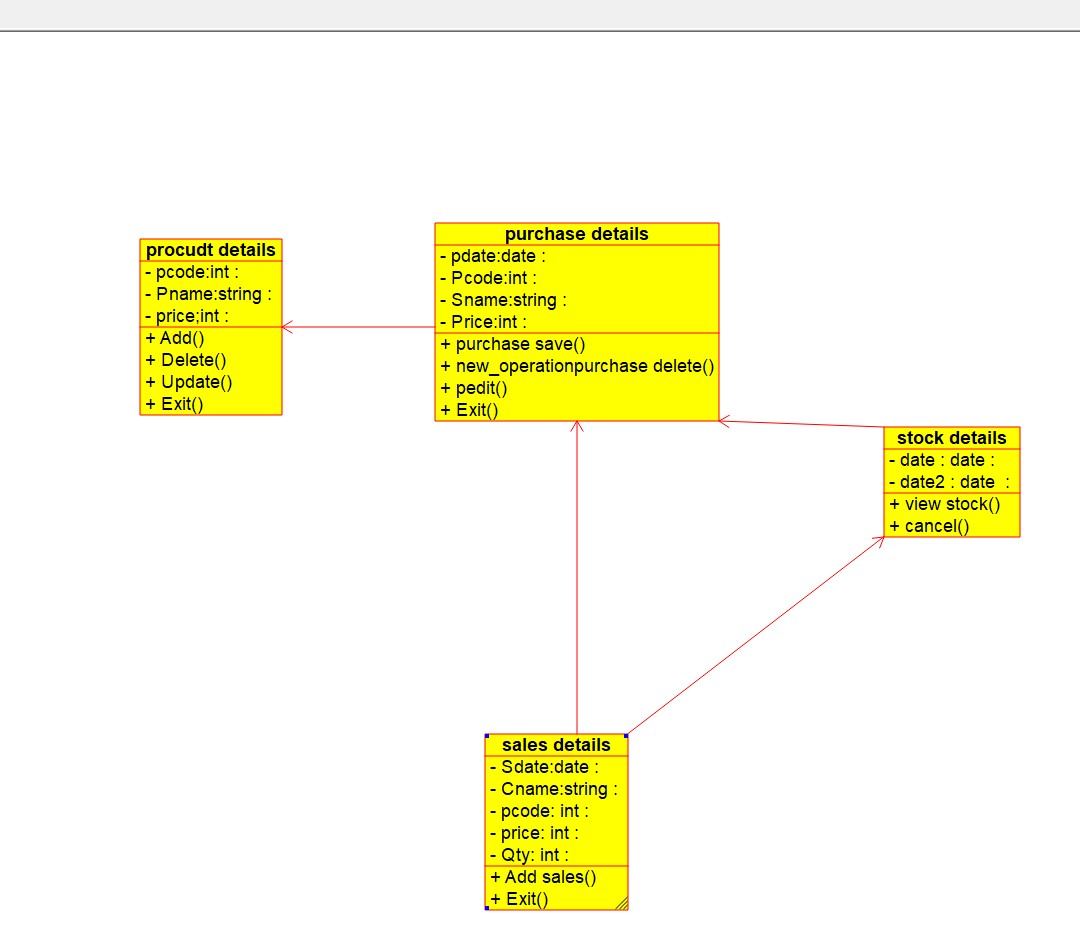 procudt details
- pcode:int :
- Pname:string :
- price;int :
+ Add()
+ Delete()
+ Update()
+ Exit()
purchase details
- pdate:date :
- Pcode:int :
- Sname:string :
- Price:int :
+ purchase save()
+ new_operationpurchase delete()
+ pedit()
+ Exit()
stock details
- date : date :
- date2 : date  :
+ view stock()
+ cancel()
sales details
- Sdate:date :
- Cname:string :
- pcode: int :
- price: int :
- Qty: int :
+ Add sales()
+ Exit()